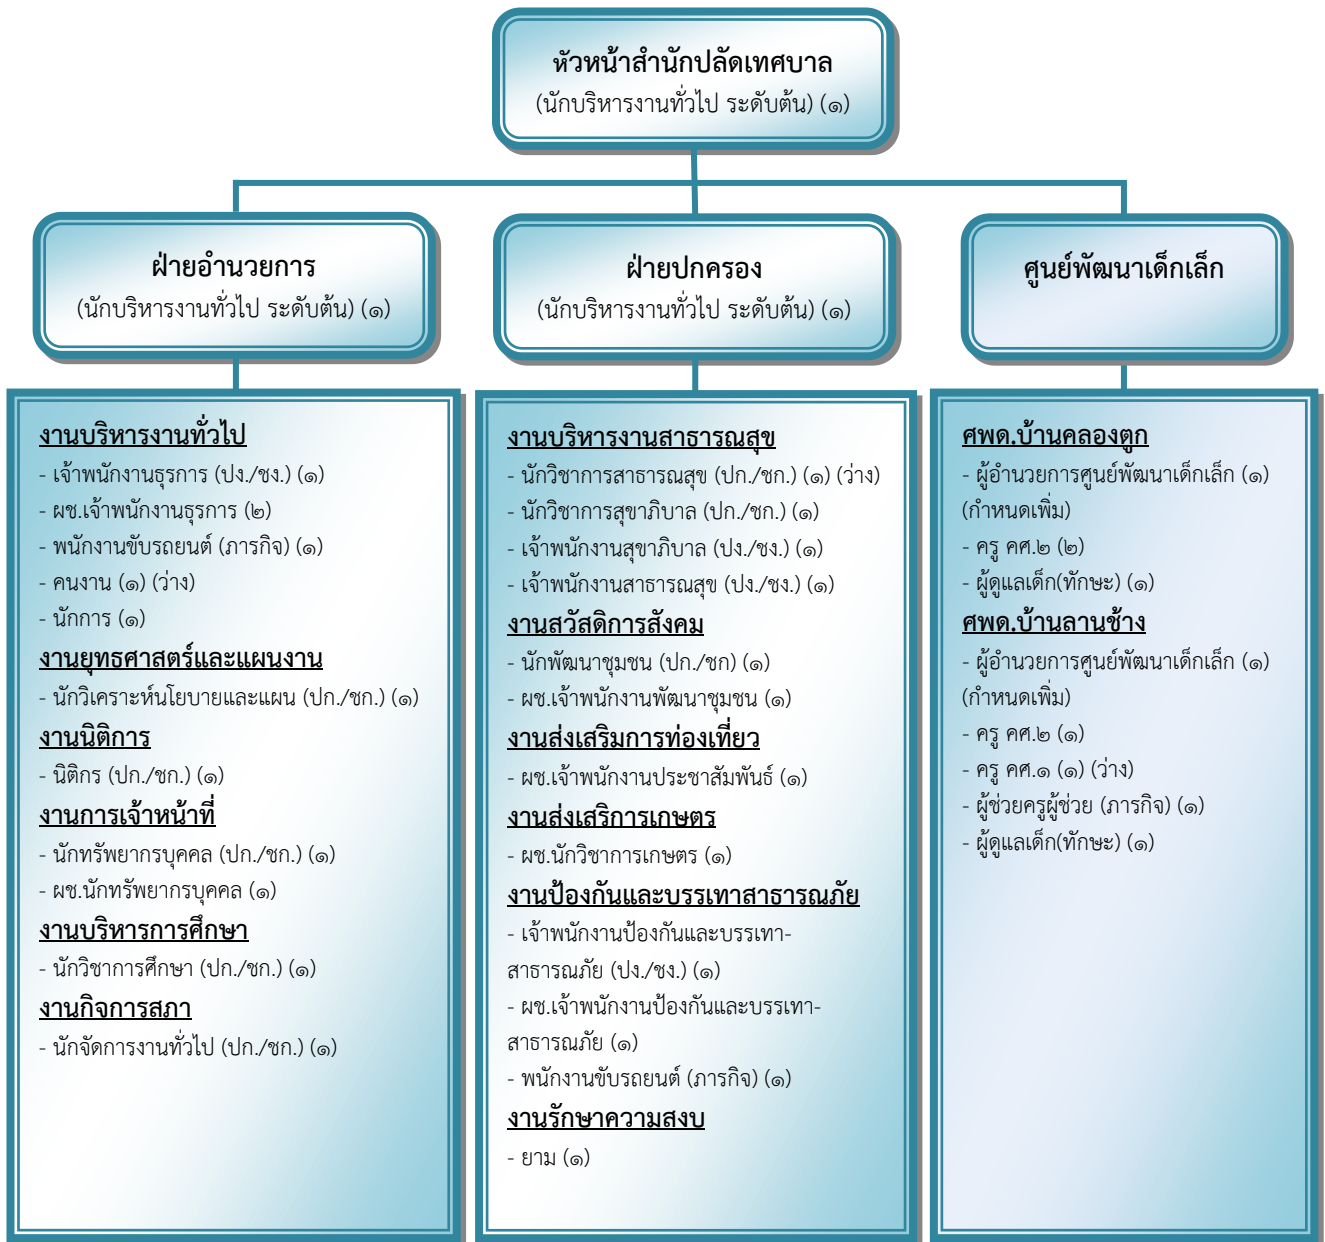 หัวหน้าสำนักปลัดเทศบาล
(นักบริหารงานทั่วไป ระดับต้น) (๑)
ฝ่ายอำนวยการ
(นักบริหารงานทั่วไป ระดับต้น) (๑)
ฝ่ายปกครอง
(นักบริหารงานทั่วไป ระดับต้น) (๑)
ศูนย์พัฒนาเด็กเล็ก
งานบริหารงานทั่วไป
- เจ้าพนักงานธุรการ (ปง./ชง.) (๑)
- ผช.เจ้าพนักงานธุรการ (๒)
- พนักงานขับรถยนต์ (ภารกิจ) (๑)
- คนงาน (๑) (ว่าง)
- นักการ (๑)
งานยุทธศาสตร์และแผนงาน
- นักวิเคราะห์นโยบายและแผน (ปก./ชก.) (๑)
งานนิติการ
- นิติกร (ปก./ชก.) (๑)
งานการเจ้าหน้าที่
- นักทรัพยากรบุคคล (ปก./ชก.) (๑)
- ผช.นักทรัพยากรบุคคล (๑)
งานบริหารการศึกษา
- นักวิชาการศึกษา (ปก./ชก.) (๑)
งานกิจการสภา
- นักจัดการงานทั่วไป (ปก./ชก.) (๑)
งานบริหารงานสาธารณสุข
- นักวิชาการสาธารณสุข (ปก./ชก.) (๑) (ว่าง)
- นักวิชาการสุขาภิบาล (ปก./ชก.) (๑)
- เจ้าพนักงานสุขาภิบาล (ปง./ชง.) (๑)
- เจ้าพนักงานสาธารณสุข (ปง./ชง.) (๑)
งานสวัสดิการสังคม
- นักพัฒนาชุมชน (ปก./ชก) (๑)
- ผช.เจ้าพนักงานพัฒนาชุมชน (๑)
งานส่งเสริมการท่องเที่ยว
- ผช.เจ้าพนักงานประชาสัมพันธ์ (๑)
งานส่งเสริการเกษตร
- ผช.นักวิชาการเกษตร (๑)
งานป้องกันและบรรเทาสาธารณภัย
- เจ้าพนักงานป้องกันและบรรเทา-
สาธารณภัย (ปง./ชง.) (๑)
- ผช.เจ้าพนักงานป้องกันและบรรเทา-
สาธารณภัย (๑)
- พนักงานขับรถยนต์ (ภารกิจ) (๑)
งานรักษาความสงบ
- ยาม (๑)
ศพด.บ้านคลองตูก
- ผู้อำนวยการศูนย์พัฒนาเด็กเล็ก (๑)
(กำหนดเพิ่ม)
- ครู คศ.๒ (๒)
- ผู้ดูแลเด็ก(ทักษะ) (๑)
ศพด.บ้านลานช้าง
- ผู้อำนวยการศูนย์พัฒนาเด็กเล็ก (๑)
(กำหนดเพิ่ม)
- ครู คศ.๒ (๑)
- ครู คศ.๑ (๑) (ว่าง)
- ผู้ช่วยครูผู้ช่วย (ภารกิจ) (๑)
- ผู้ดูแลเด็ก(ทักษะ) (๑)